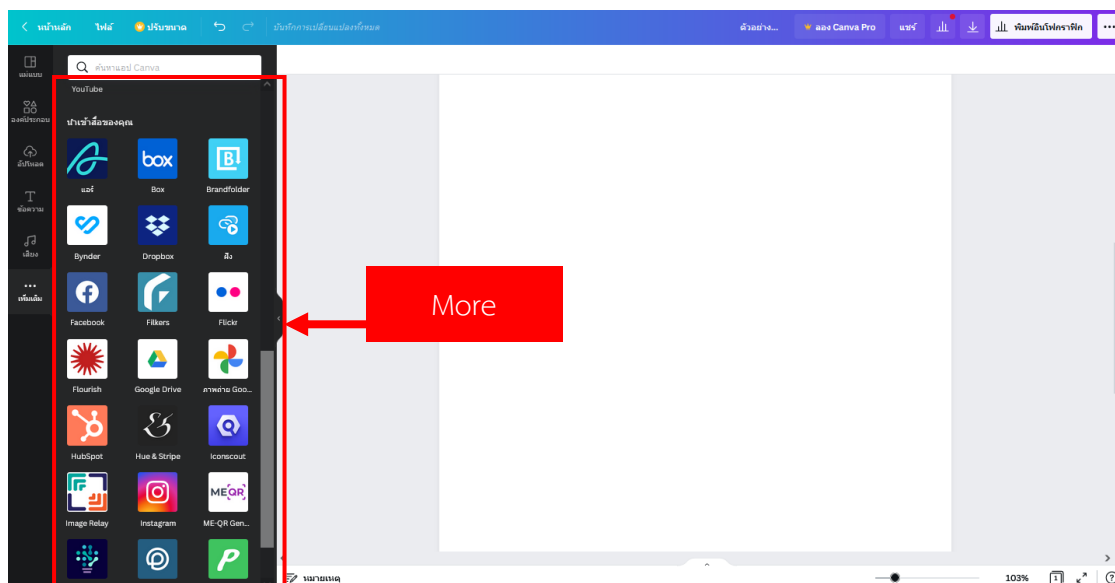 หน้าหลัก ไฟล์ ปรับขนาด บันทึกการเปลี่ยนแปลงทั้งหมด ตัวอย่าง... ลอง Canva Pro แชร์ พิมพ์อินโฟกราฟิก
แม่แบบ
องค์ประกอบ
อัปโหลด
ข้อความ
เสียง
เพิ่มเติม
ค้นหาแอป Canva
YouTube
นำเข้าสื่อของคุณ
box
B
แอร์ Box Brandfolder
Bynder Dropbox ฝัง
Facebook Filkers Flickr
Flourish Google Drive ภาพถ่าย Goo...
HubSpot Hue & Stripe Iconscout
ME-QR
Image Relay Instagram ME-QR Gen...
More
หมายเหตุ 103% 1